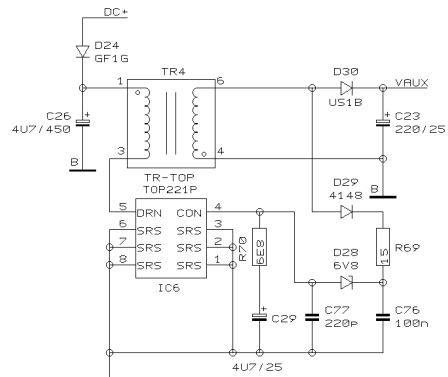 DC+
D24
GF1G
TR4
1
6
D30
US1B
VAUX
C26
4U7/450
C23
220/25
B
3
4
TR-TOP
TOP221P
B
D29
4148
5
DRN
CON
4
6
SRS
SRS
3
7
SRS
SRS
2
8
SRS
SRS
1
IC6
R70
6E8
R69
15
D28
6V8
C29
4U7/25
C77
220p
C76
100n